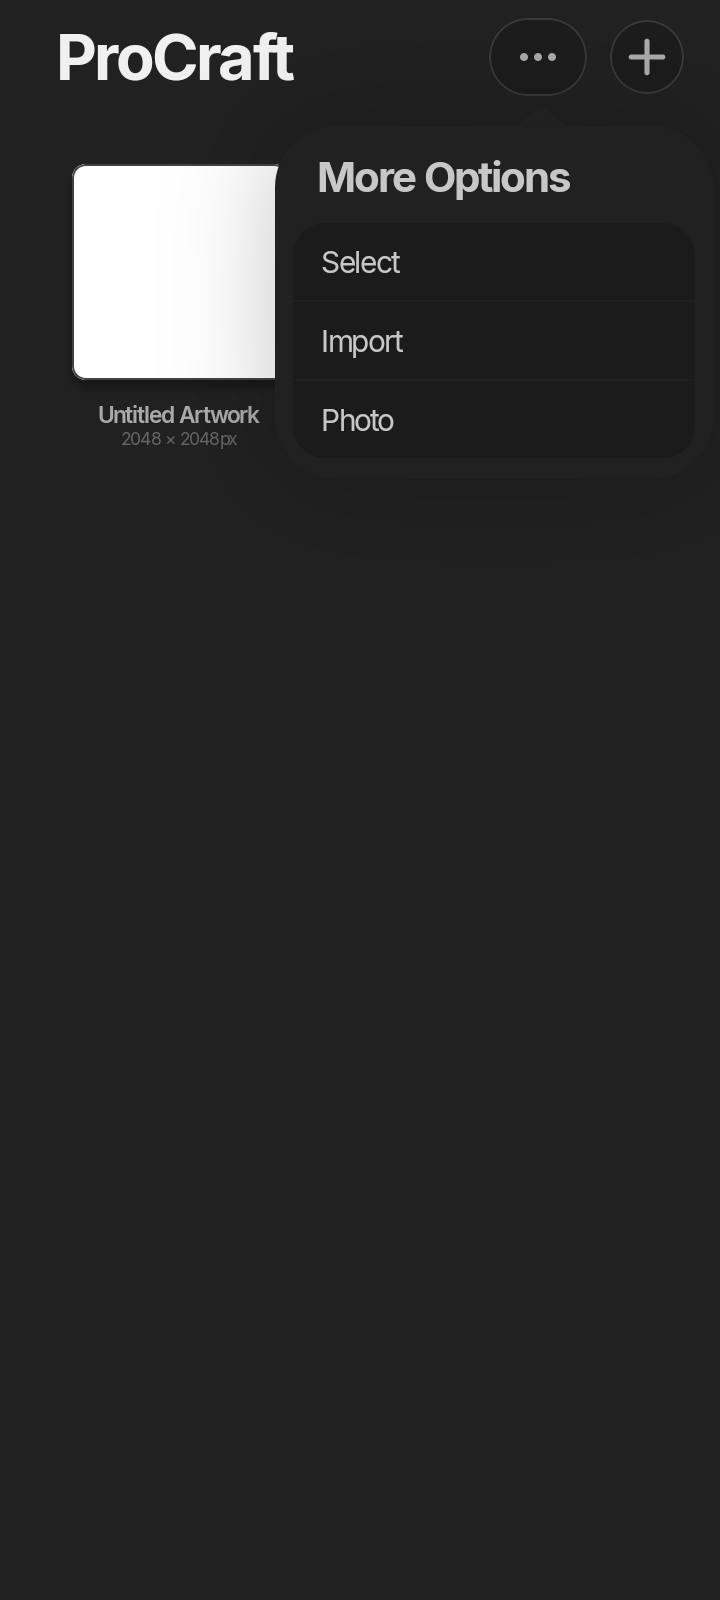 ProCraft
More Options
Select
Import
Photo
Untitled Artwork
2048 × 2048px